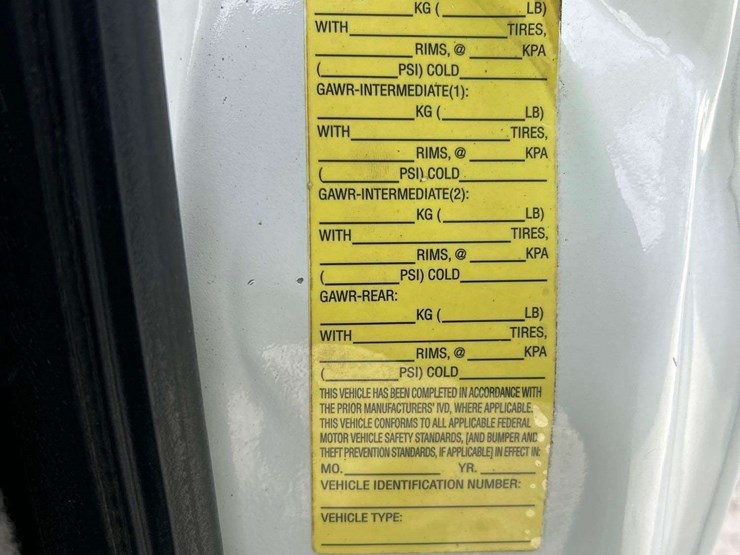 KG ( LB)
WITH TIRES,
RIMS, @ KPA
( PSI) COLD
GAWR-INTERMEDIATE(1):
KG ( LB)
WITH TIRES,
RIMS, @ KPA
( PSI) COLD
GAWR-INTERMEDIATE(2):
KG ( LB)
WITH TIRES,
RIMS, @ KPA
( PSI) COLD
GAWR-REAR:
KG ( LB)
WITH TIRES,
RIMS, @ KPA
( PSI) COLD
THIS VEHICLE HAS BEEN COMPLETED IN ACCORDANCE WITH
THE PRIOR MANUFACTURERS' IVD, WHERE APPLICABLE.
THIS VEHICLE CONFORMS TO ALL APPLICABLE FEDERAL
MOTOR VEHICLE SAFETY STANDARDS, [AND BUMPER AND
THEFT PREVENTION STANDARDS, IF APPLICABLE] IN EFFECT IN:
MO. YR.
VEHICLE IDENTIFICATION NUMBER:
VEHICLE TYPE: